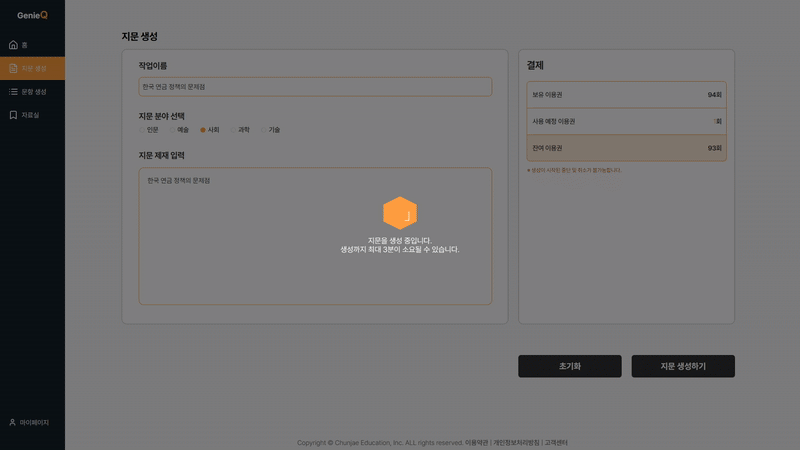 GenieQ
홈
지문 생성
문항 생성
자료실
마이페이지
지문 생성
작업이름
한국 연금 정책의 문제점
지문 분야 선택
인문 예술 사회 과학 기술
지문 제재 입력
한국 연금 정책의 문제점
결제
보유 이용권 94회
사용 예정 이용권 회
잔여 이용권 93회
※ 생성이 시작된 중단 및 취소가 불가능합니다.
지문을 생성 중입니다.
생성까지 최대 3분이 소요될 수 있습니다.
초기화 지문 생성하기
Copyright © Chunjae Education, Inc. ALL rights reserved. 이용약관 | 개인정보처리방침 | 고객센터